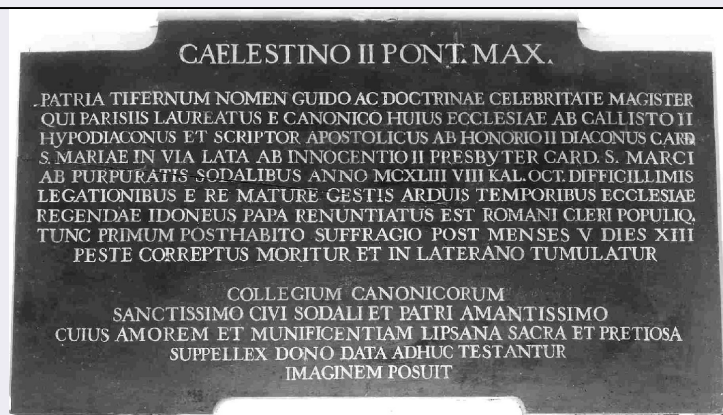 CAELESTINO II PONT. MAX.
PATRIA TIFERNUM NOMEN GUIDO AC DOCTRINAE CELEBRITATE MAGISTER
QUI PARISIIS LAUREATUS E CANONICO HUIUS ECCLESIAE AB CALLISTO II
HYPODIACONUS ET SCRIPTOR APOSTOLICUS AB HONORIO II DIACONUS CARD.
S. MARIAE IN VIA LATA AB INNOCENTIO II PRESBYTER CARD. S. MARCI
AB PURPURATIS SODALIBUS ANNO MCXLIII VIII KAL. OCT. DIFFICILLIMIS
LEGATIONIBUS E RE MATURE GESTIS ARDUIS TEMPORIBUS ECCLESIAE
REGENDAE IDONEUS PAPA RENUNTIATUS EST ROMANI CLERI POPULIQ.
TUNC PRIMUM POSTHABITO SUFFRAGIO POST MENSES V DIES XIII
PESTE CORREPTUS MORITUR ET IN LATERANO TUMULATUR
COLLEGIUM CANONICORUM
SANCTISSIMO CIVI SODALI ET PATRI AMANTISSIMO
CUIUS AMOREM ET MUNIFICENTIAM LIPSANA SACRA ET PRETIOSA
SUPPELLEX DONO DATA ADHUC TESTANTUR
IMAGINEM POSUIT